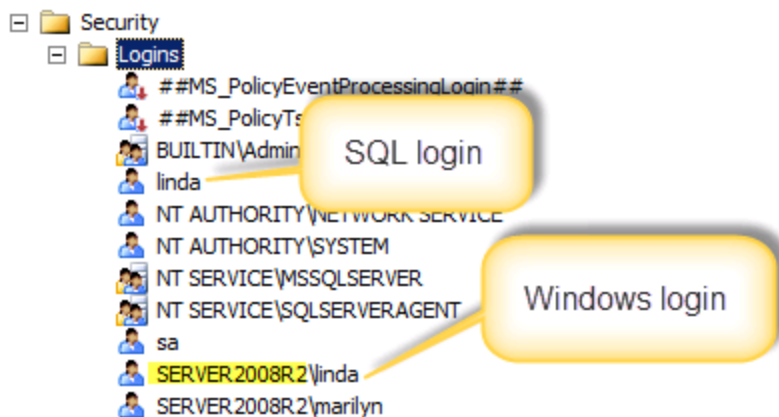 Security
Logins
##MS_PolicyEventProcessingLogin##
##MS_PolicyTs
BUILTIN\Admin
SQL login
linda
NT AUTHORITY\NETWORK SERVICE
NT AUTHORITY\SYSTEM
NT SERVICE\MSSQLSERVER
NT SERVICE\SQLSERVERAGENT
Windows login
sa
SERVER2008R2\linda
SERVER2008R2\marilyn